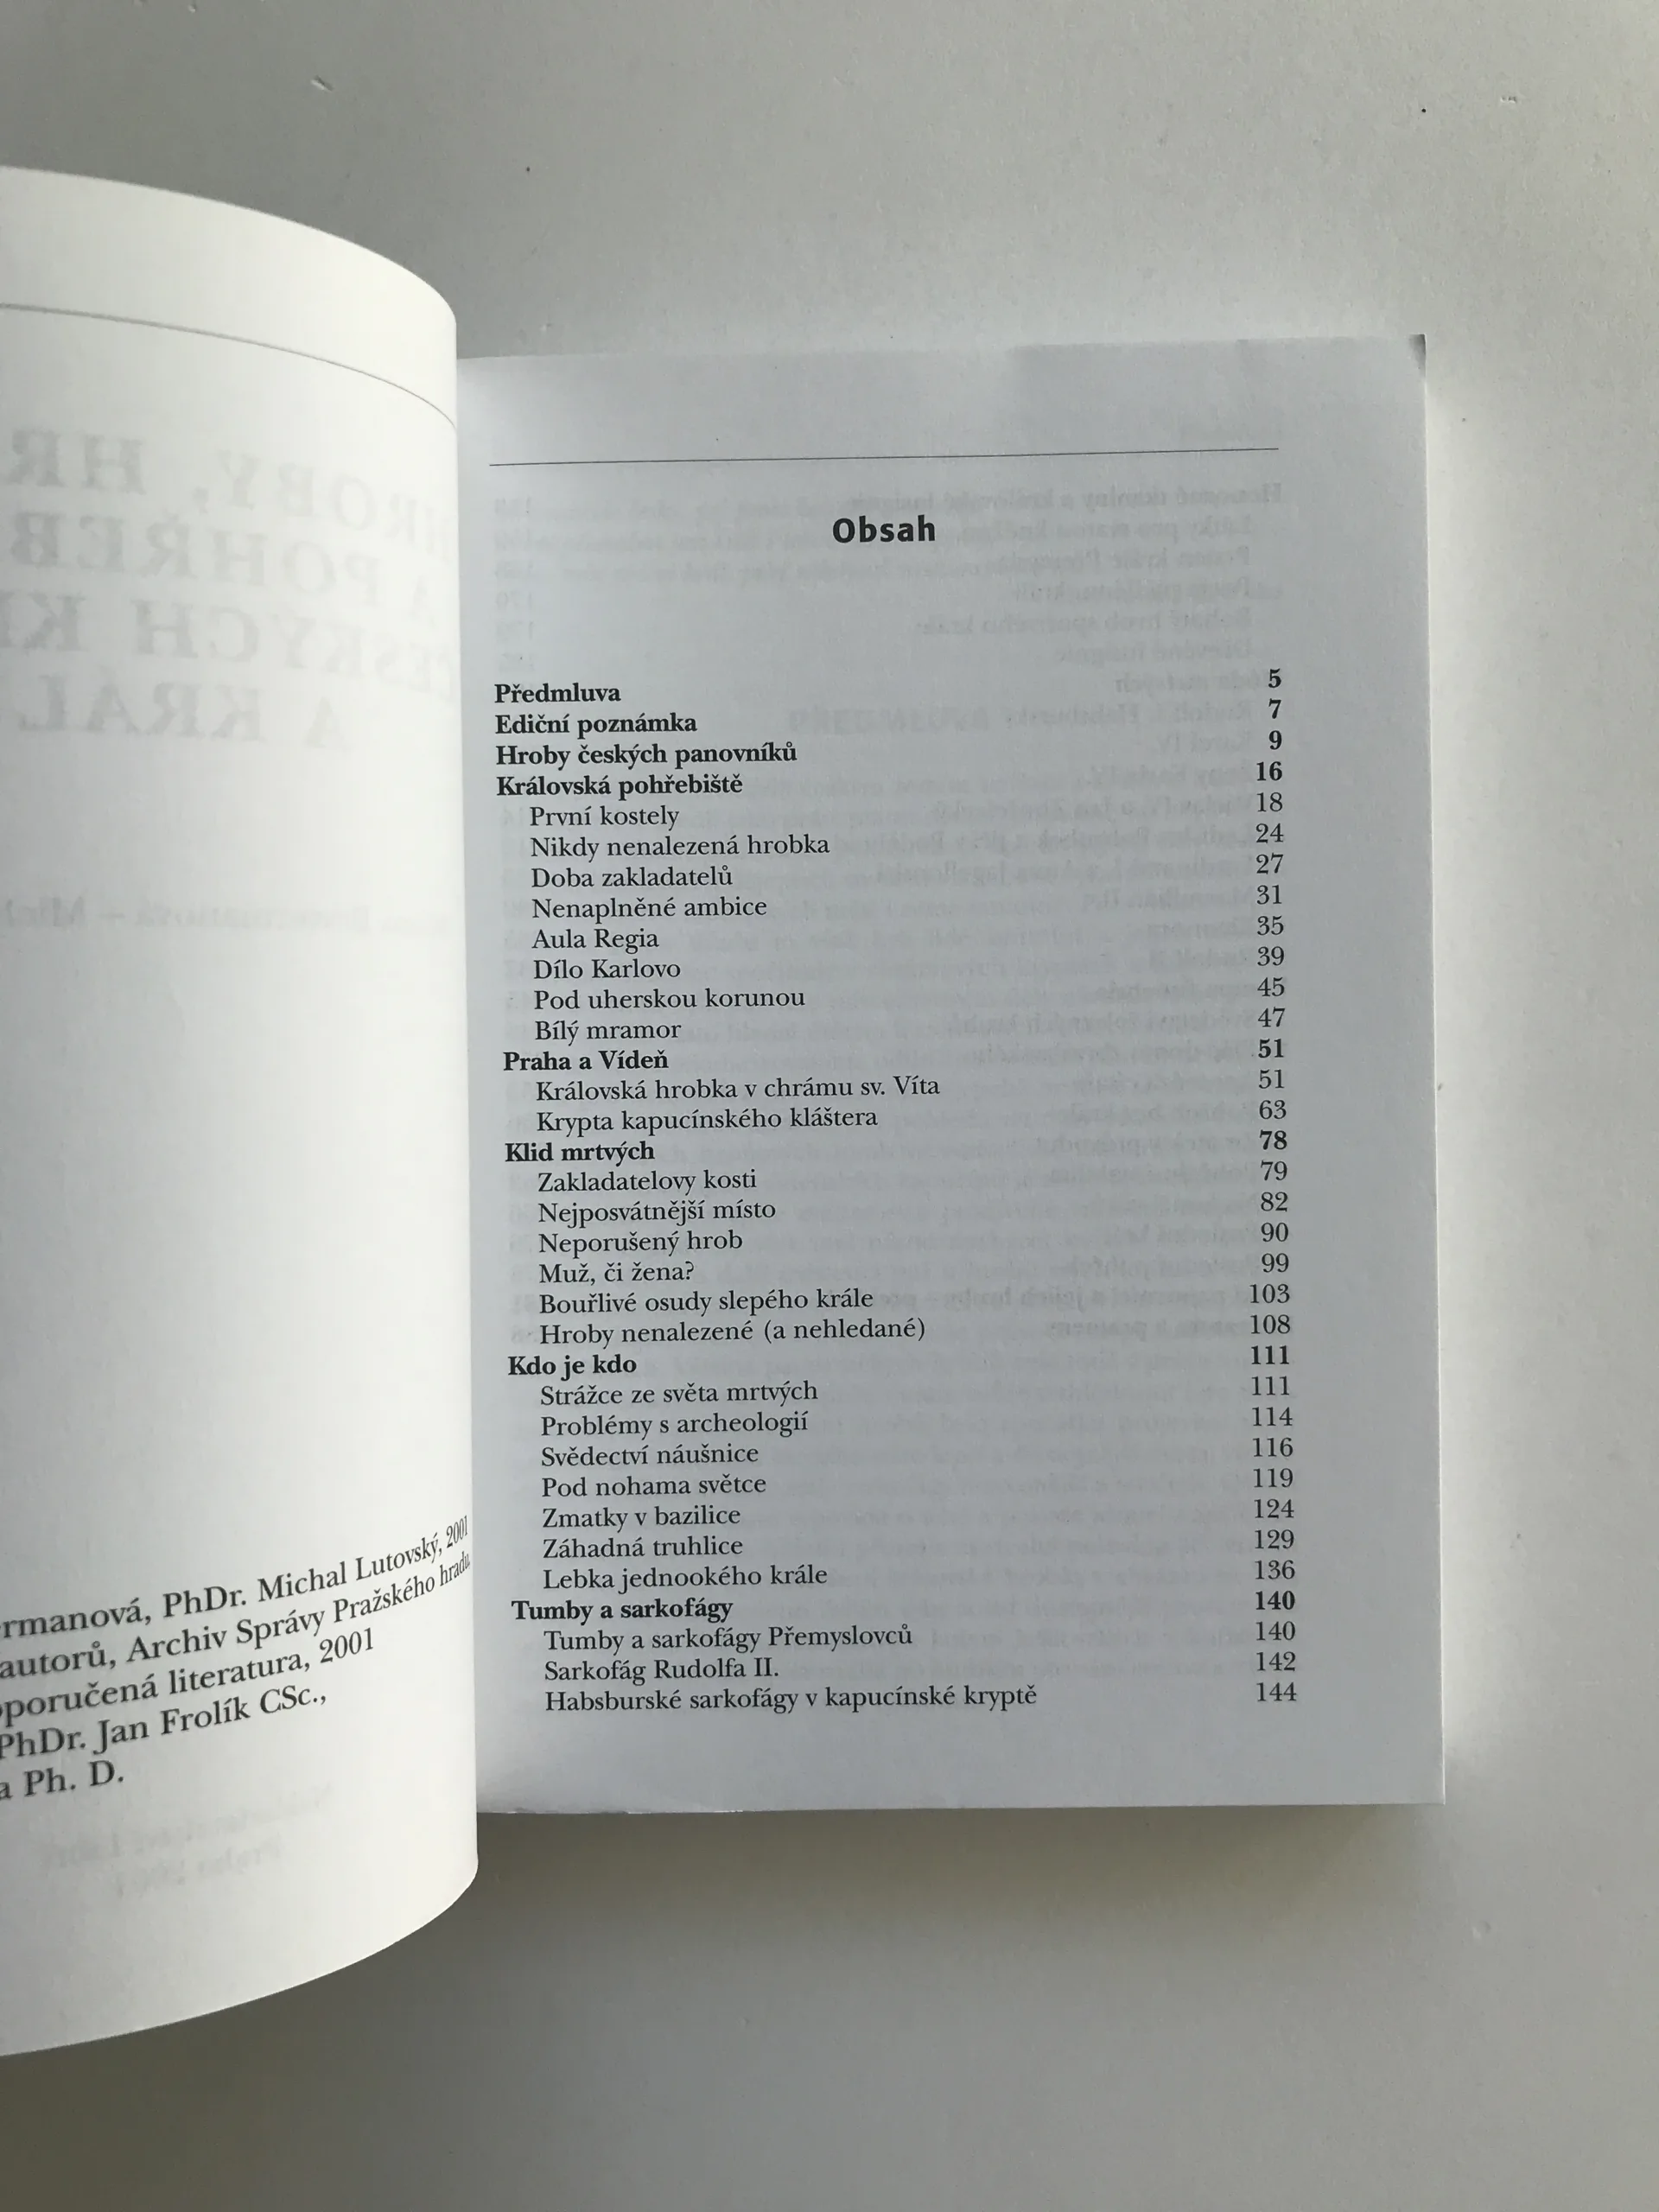 rmanová, PhDr. Michal Lutovský, 2001
autorů, Archiv Správy Pražského hradu,
poručená literatura, 2001
PhDr. Jan Frolík CSc.,
a Ph. D.
Obsah
Předmluva 5
Ediční poznámka 7
Hroby českých panovníků 9
Královská pohřebiště 16
První kostely 18
Nikdy nenalezená hrobka 24
Doba zakladatelů 27
Nenaplněné ambice 31
Aula Regia 35
Dílo Karlovo 39
Pod uherskou korunou 45
Bílý mramor 47
Praha a Vídeň 51
Královská hrobka v chrámu sv. Víta 51
Krypta kapucínského kláštera 63
Klid mrtvých 78
Zakladatelovy kosti 79
Nejposvátnější místo 82
Neporušený hrob 90
Muž, či žena? 99
Bouřlivé osudy slepého krále 103
Hroby nenalezené (a nehledané) 108
Kdo je kdo 111
Strážce ze světa mrtvých 111
Problémy s archeologií 114
Svědectví náušnice 116
Pod nohama světce 119
Zmatky v bazilice 124
Záhadná truhlice 129
Lebka jednookého krále 136
Tumby a sarkofágy 140
Tumby a sarkofágy Přemyslovců 140
Sarkofág Rudolfa II. 142
Habsburské sarkofágy v kapucínské kryptě 144